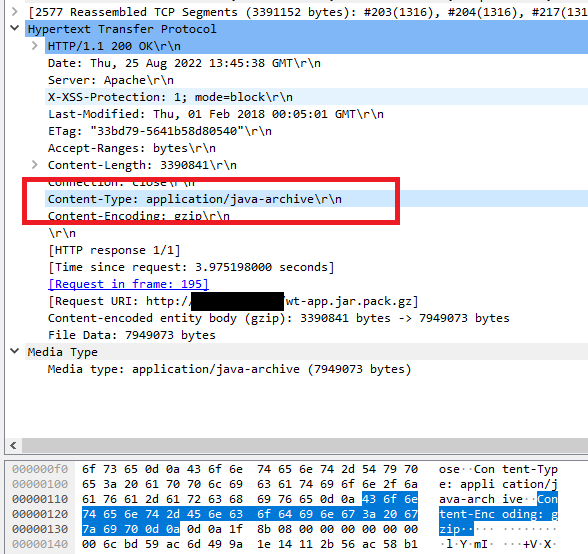 [2577 Reassembled TCP Segments (3391152 bytes): #203(1316), #204(1316), #217(131
Hypertext Transfer Protocol
HTTP/1.1 200 OK\r\n
Date: Thu, 25 Aug 2022 13:45:38 GMT\r\n
Server: Apache\r\n
X-XSS-Protection: 1; mode=block\r\n
Last-Modified: Thu, 01 Feb 2018 00:05:01 GMT\r\n
ETag: "33bd79-5641b58d80540"\r\n
Accept-Ranges: bytes\r\n
Content-Length: 3390841\r\n
Connection: close\r\n
Content-Type: application/java-archive\r\n
Content-Encoding: gzip\r\n
\r\n
[HTTP response 1/1]
[Time since request: 3.975198000 seconds]
[Request in frame: 195]
[Request URI: http:// /wt-app.jar.pack.gz]
Content-encoded entity body (gzip): 3390841 bytes -> 7949073 bytes
File Data: 7949073 bytes
Media Type
Media type: application/java-archive (7949073 bytes)
000000f0 6f 73 65 0d 0a 43 6f 6e 74 65 6e 74 2d 54 79 70 ose··Con tent-Typ
00000100 65 3a 20 61 70 70 6c 69 63 61 74 69 6f 6e 2f 6a e: appli cation/j
00000110 61 76 61 2d 61 72 63 68 69 76 65 0d 0a 43 6f 6e ava-arch ive··Con
00000120 74 65 6e 74 2d 45 6e 63 6f 64 69 6e 67 3a 20 67 tent-Enc oding: g
00000130 7a 69 70 0d 0a 0d 0a 1f 8b 08 00 00 00 00 00 00 zip····· ········
00000140 00 6c bd 59 ac 6d 49 9a 1e 14 11 2b 56 ac 58 b1 ·l·Y·mI· ···+V·X·